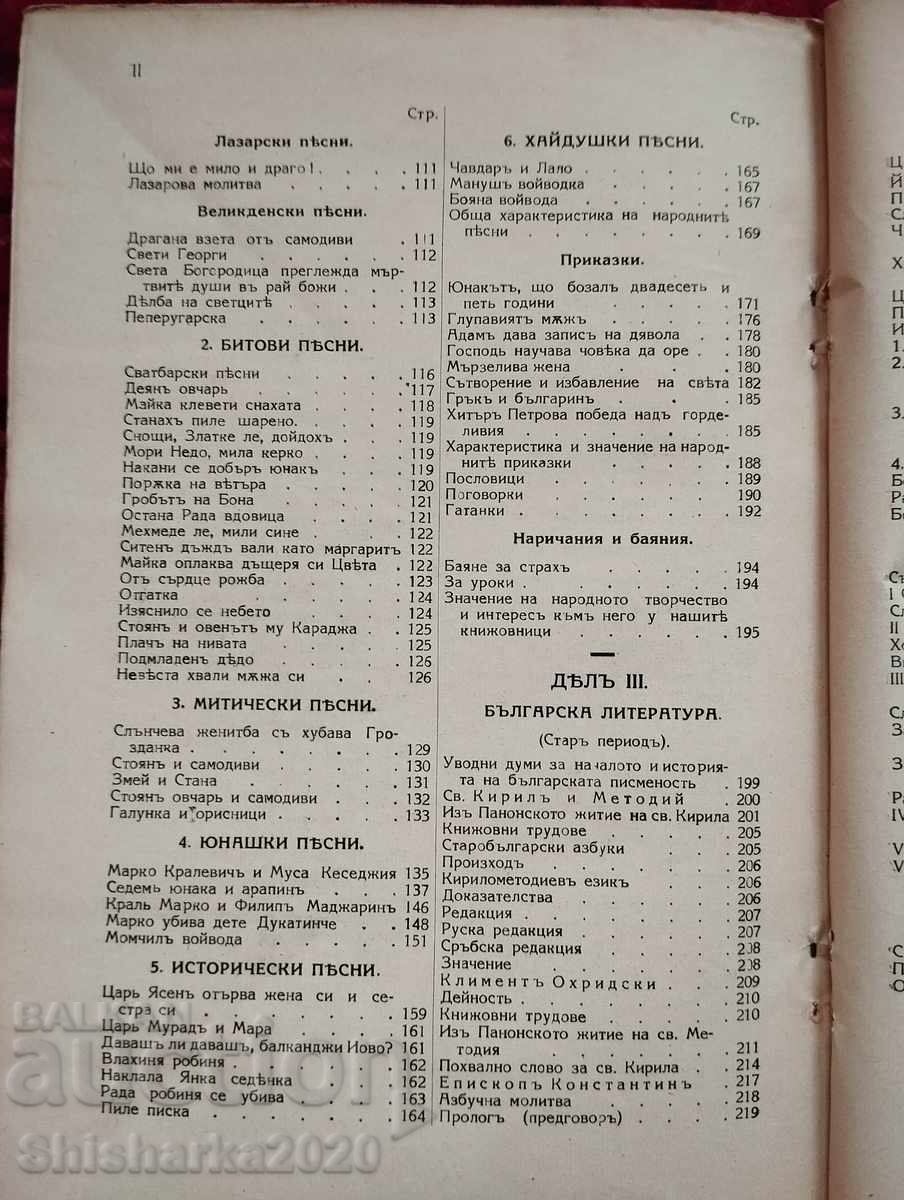 II
Стр.
Лазарски пѣсни.
Що ми е мило и драго! . . . . 111
Лазарова молитва . . . . . 111
Великденски пѣсни.
Драгана взета отъ самодиви . 111
Свети Георги . . . . . . 112
Света Богородица преглежда мър-
твитѣ души въ рай божи . . . 112
Дѣлба на светцитѣ . . . . . 113
Пеперугарска . . . . . . 113
2. БИТОВИ ПѢСНИ.
Сватбарски пѣсни . . . . . 116
Деянъ овчарь . . . . . . 117
Майка клевети снахата . . . . 118
Станахъ пиле шарено. . . . . 119
Снощи, Златке ле, дойдохъ . . . 119
Мори Недо, мила керко . . . . 119
Накани се добъръ юнакъ . . . . 119
Порѫка на вѣтъра . . . . . 120
Гробътъ на Бона . . . . . 121
Остана Рада вдовица . . . . 121
Мехмеде ле, мили сине . . . . 122
Ситенъ дъждъ вали като маргаритъ 122
Майка оплаква дъщеря си Цвѣта . 122
Отъ сърдце рожба . . . . . 123
Отгатка . . . . . . . 124
Изяснило се небето . . . . . 124
Стоянъ и овенътъ му Караджа . . 125
Плачъ на нивата . . . . . 125
Подмладенъ дѣдо . . . . . 126
Невѣста хвали мѫжа си . . . 126
3. МИТИЧЕСКИ ПѢСНИ.
Слънчева женитба съ хубава Гро-
зданка . . . . . . . . 129
Стоянъ и самодиви . . . . . 130
Змей и Стана . . . . . . 131
Стоянъ овчарь и самодиви . . . 132
Галунка и орисници . . . . . 133
4. ЮНАШКИ ПѢСНИ.
Марко Кралевичъ и Муса Кеседжия 135
Седемь юнака и арапинъ . . . 137
Краль Марко и Филипъ Маджаринъ 146
Марко убива дете Дукатинче . . 148
Момчилъ войвода . . . . . 151
5. ИСТОРИЧЕСКИ ПѢСНИ.
Царь Ясенъ отърва жена си и се-
стра си . . . . . . . . 159
Царь Мурадъ и Мара . . . . 161
Давашъ ли давашъ, балканджи Йово? 161
Влахиня робиня . . . . . . 162
Наклала Янка седѣнка . . . . 162
Рада робиня се убива . . . . . 163
Пиле писка . . . . . . . 164
Стр.
6. ХАЙДУШКИ ПѢСНИ.
Чавдаръ и Лало . . . . . . 165
Манушъ войводка . . . . . 167
Бояна войвода . . . . . . 167
Обща характеристика на народнитѣ
пѣсни . . . . . . . . 169
Приказки.
Юнакътъ, що бозалъ двадесеть и
петь години . . . . . . 171
Глупавиятъ мѫжъ . . . . . 176
Адамъ дава записъ на дявола . . 178
Господь научава човѣка да оре . . 180
Мързелива жена . . . . . 180
Сътворение и избавление на свѣта 182
Гръкъ и българинъ . . . . 185
Хитъръ Петрова победа надъ горде-
ливия . . . . . . . . 185
Характеристика и значение на народ-
нитѣ приказки . . . . . 188
Пословици . . . . . . . 189
Поговорки . . . . . . . 190
Гатанки . . . . . . . . 192
Наричания и баяния.
Баяне за страхъ . . . . . 194
За уроки . . . . . . . . 194
Значение на народното творчество
и интересъ къмъ него у нашитѣ
книжовници . . . . . . 195
ДѢЛЪ III.
БЪЛГАРСКА ЛИТЕРАТУРА.
(Старъ периодъ).
Уводни думи за началото и история-
та на българската писменость . 199
Св. Кирилъ и Методий . . 200
Изъ Панонското житие на св. Кирила 201
Книжовни трудове . . . . . 205
Старобългарски азбуки . . . 205
Произходъ . . . . . . . 206
Кирилометодиевъ езикъ . . . 206
Доказателства . . . . . . 206
Редакция . . . . . . . . 207
Руска редакция . . . . . . 207
Сръбска редакция . . . . . 208
Значение . . . . . . . 208
Климентъ Охридски . . . 209
Дейность . . . . . . . . 210
Книжовни трудове . . . . . 210
Изъ Панонското житие на св. Ме-
тодия . . . . . . . . 211
Похвално слово за св. Кирила . . 214
Епископъ Константинъ . 217
Азбучна молитва . . . . . 218
Прологъ (предговоръ) . . . . 219
Shisharka2020